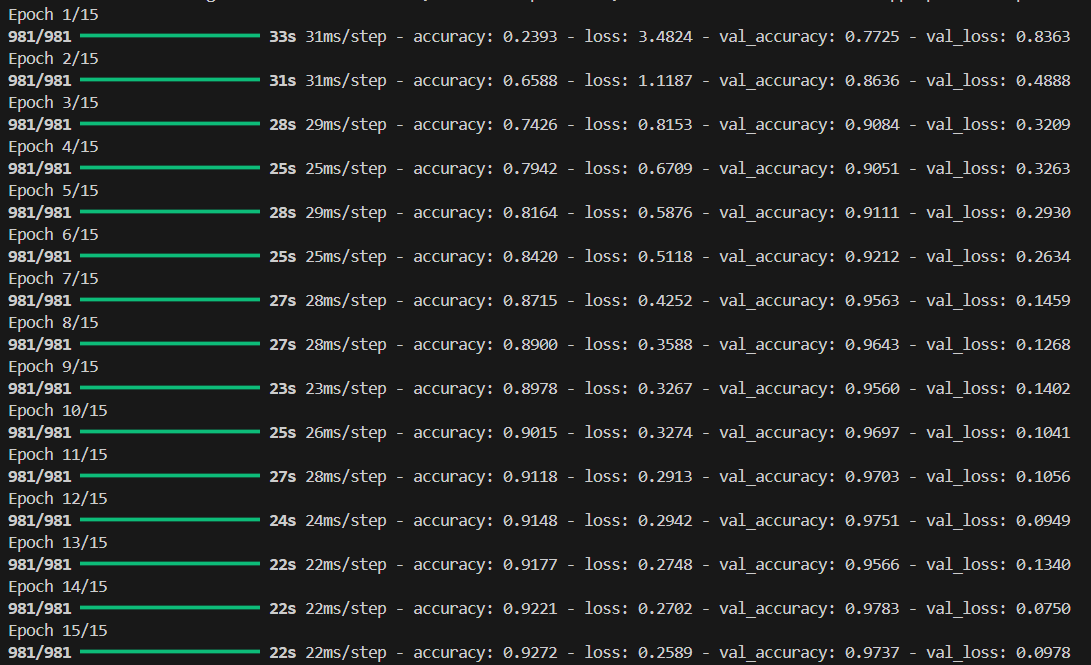 Epoch 1/15
981/981 33s 31ms/step - accuracy: 0.2393 - loss: 3.4824 - val_accuracy: 0.7725 - val_loss: 0.8363
Epoch 2/15
981/981 31s 31ms/step - accuracy: 0.6588 - loss: 1.1187 - val_accuracy: 0.8636 - val_loss: 0.4888
Epoch 3/15
981/981 28s 29ms/step - accuracy: 0.7426 - loss: 0.8153 - val_accuracy: 0.9084 - val_loss: 0.3209
Epoch 4/15
981/981 25s 25ms/step - accuracy: 0.7942 - loss: 0.6709 - val_accuracy: 0.9051 - val_loss: 0.3263
Epoch 5/15
981/981 28s 29ms/step - accuracy: 0.8164 - loss: 0.5876 - val_accuracy: 0.9111 - val_loss: 0.2930
Epoch 6/15
981/981 25s 25ms/step - accuracy: 0.8420 - loss: 0.5118 - val_accuracy: 0.9212 - val_loss: 0.2634
Epoch 7/15
981/981 27s 28ms/step - accuracy: 0.8715 - loss: 0.4252 - val_accuracy: 0.9563 - val_loss: 0.1459
Epoch 8/15
981/981 27s 28ms/step - accuracy: 0.8900 - loss: 0.3588 - val_accuracy: 0.9643 - val_loss: 0.1268
Epoch 9/15
981/981 23s 23ms/step - accuracy: 0.8978 - loss: 0.3267 - val_accuracy: 0.9560 - val_loss: 0.1402
Epoch 10/15
981/981 25s 26ms/step - accuracy: 0.9015 - loss: 0.3274 - val_accuracy: 0.9697 - val_loss: 0.1041
Epoch 11/15
981/981 27s 28ms/step - accuracy: 0.9118 - loss: 0.2913 - val_accuracy: 0.9703 - val_loss: 0.1056
Epoch 12/15
981/981 24s 24ms/step - accuracy: 0.9148 - loss: 0.2942 - val_accuracy: 0.9751 - val_loss: 0.0949
Epoch 13/15
981/981 22s 22ms/step - accuracy: 0.9177 - loss: 0.2748 - val_accuracy: 0.9566 - val_loss: 0.1340
Epoch 14/15
981/981 22s 22ms/step - accuracy: 0.9221 - loss: 0.2702 - val_accuracy: 0.9783 - val_loss: 0.0750
Epoch 15/15
981/981 22s 22ms/step - accuracy: 0.9272 - loss: 0.2589 - val_accuracy: 0.9737 - val_loss: 0.0978